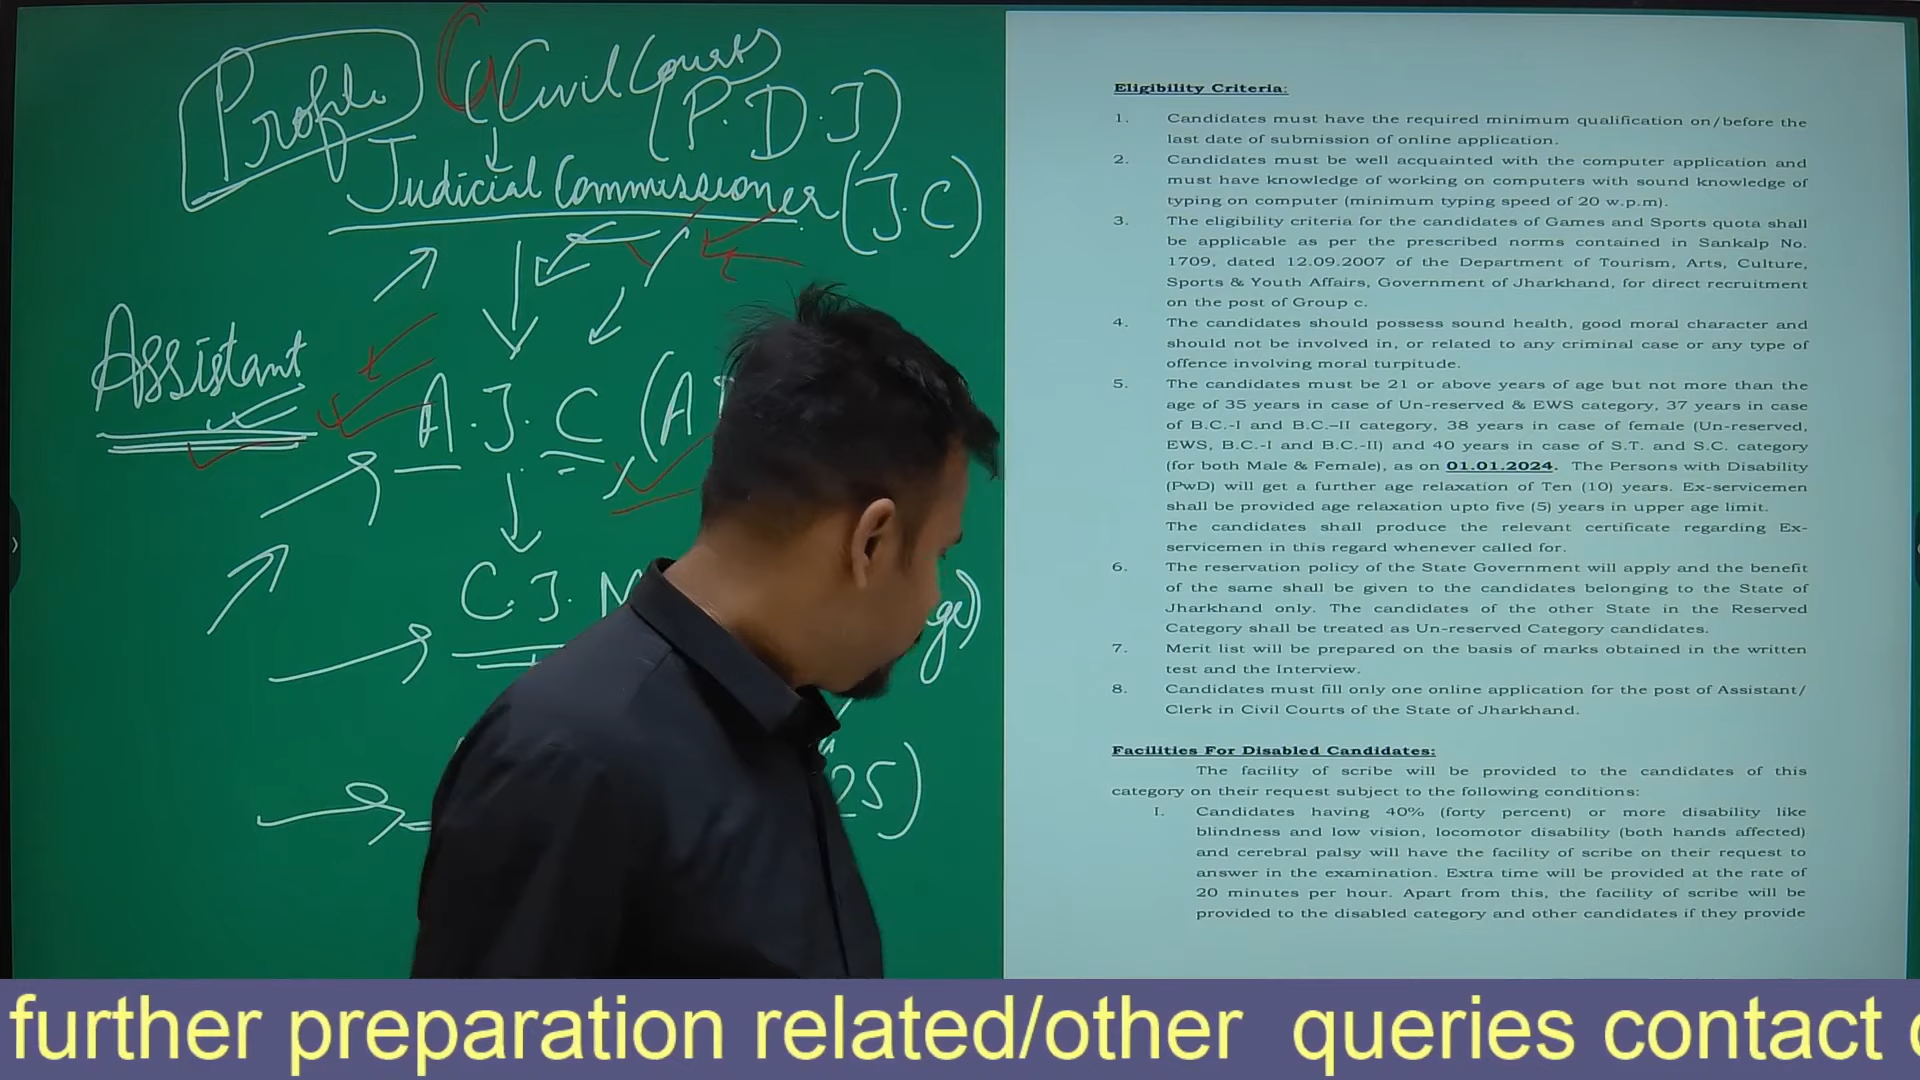 Profile
Civil Courts
(P.D.J)
Judicial Commissioner (J.C)
Assistant
A.J.C (A
C.J.M
ge)
25)
Eligibility Criteria:
1. Candidates must have the required minimum qualification on/before the
last date of submission of online application.
2. Candidates must be well acquainted with the computer application and
must have knowledge of working on computers with sound knowledge of
typing on computer (minimum typing speed of 20 w.p.m).
3. The eligibility criteria for the candidates of Games and Sports quota shall
be applicable as per the prescribed norms contained in Sankalp No.
1709, dated 12.09.2007 of the Department of Tourism, Arts, Culture,
Sports & Youth Affairs, Government of Jharkhand, for direct recruitment
on the post of Group c.
4. The candidates should possess sound health, good moral character and
should not be involved in, or related to any criminal case or any type of
offence involving moral turpitude.
5. The candidates must be 21 or above years of age but not more than the
age of 35 years in case of Un-reserved & EWS category, 37 years in case
of B.C.-I and B.C.–II category, 38 years in case of female (Un-reserved,
EWS, B.C.-I and B.C.-II) and 40 years in case of S.T. and S.C. category
(for both Male & Female), as on 01.01.2024. The Persons with Disability
(PwD) will get a further age relaxation of Ten (10) years. Ex-servicemen
shall be provided age relaxation upto five (5) years in upper age limit.
The candidates shall produce the relevant certificate regarding Ex-
servicemen in this regard whenever called for.
6. The reservation policy of the State Government will apply and the benefit
of the same shall be given to the candidates belonging to the State of
Jharkhand only. The candidates of the other State in the Reserved
Category shall be treated as Un-reserved Category candidates.
7. Merit list will be prepared on the basis of marks obtained in the written
test and the Interview.
8. Candidates must fill only one online application for the post of Assistant/
Clerk in Civil Courts of the State of Jharkhand.
Facilities For Disabled Candidates:
The facility of scribe will be provided to the candidates of this
category on their request subject to the following conditions:
I. Candidates having 40% (forty percent) or more disability like
blindness and low vision, locomotor disability (both hands affected)
and cerebral palsy will have the facility of scribe on their request to
answer in the examination. Extra time will be provided at the rate of
20 minutes per hour. Apart from this, the facility of scribe will be
provided to the disabled category and other candidates if they provide
further preparation related/other queries contact